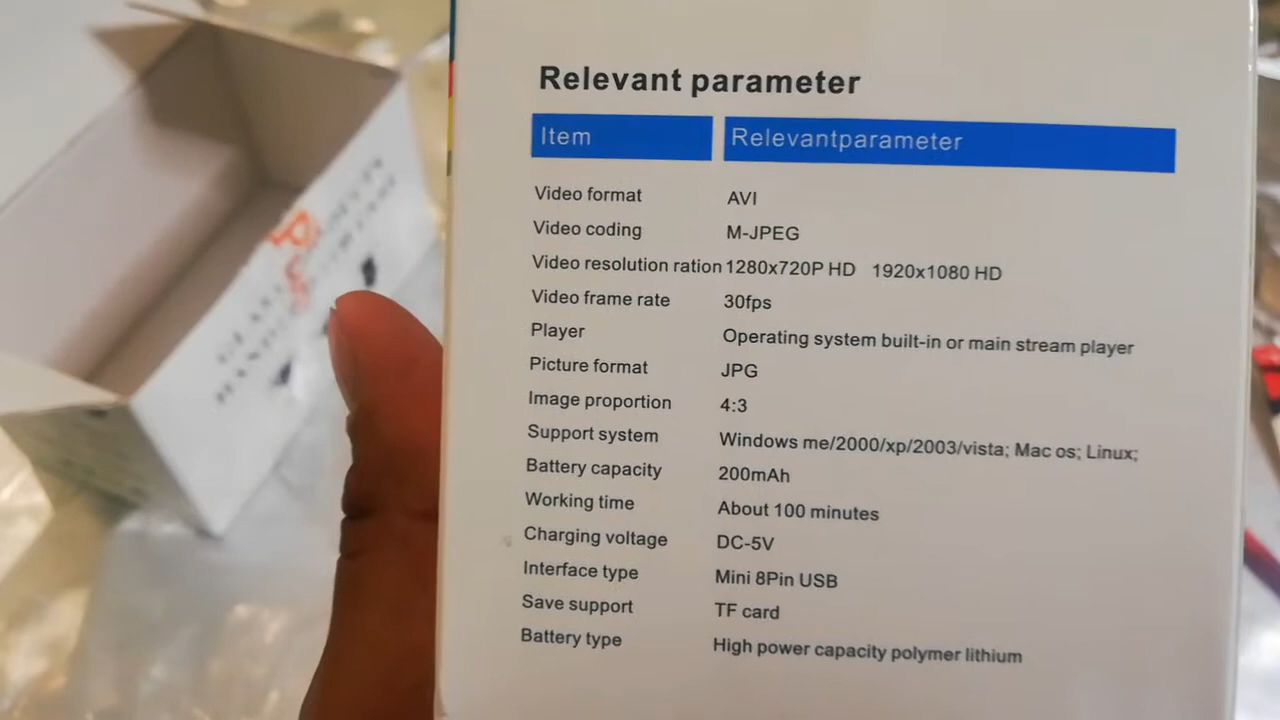 Relevant parameter
Item Relevantparameter
Video format AVI
Video coding M-JPEG
Video resolution ration 1280x720P HD 1920x1080 HD
Video frame rate 30fps
Player Operating system built-in or main stream player
Picture format JPG
Image proportion 4:3
Support system Windows me/2000/xp/2003/vista; Mac os; Linux;
Battery capacity 200mAh
Working time About 100 minutes
Charging voltage DC-5V
Interface type Mini 8Pin USB
Save support TF card
Battery type High power capacity polymer lithium